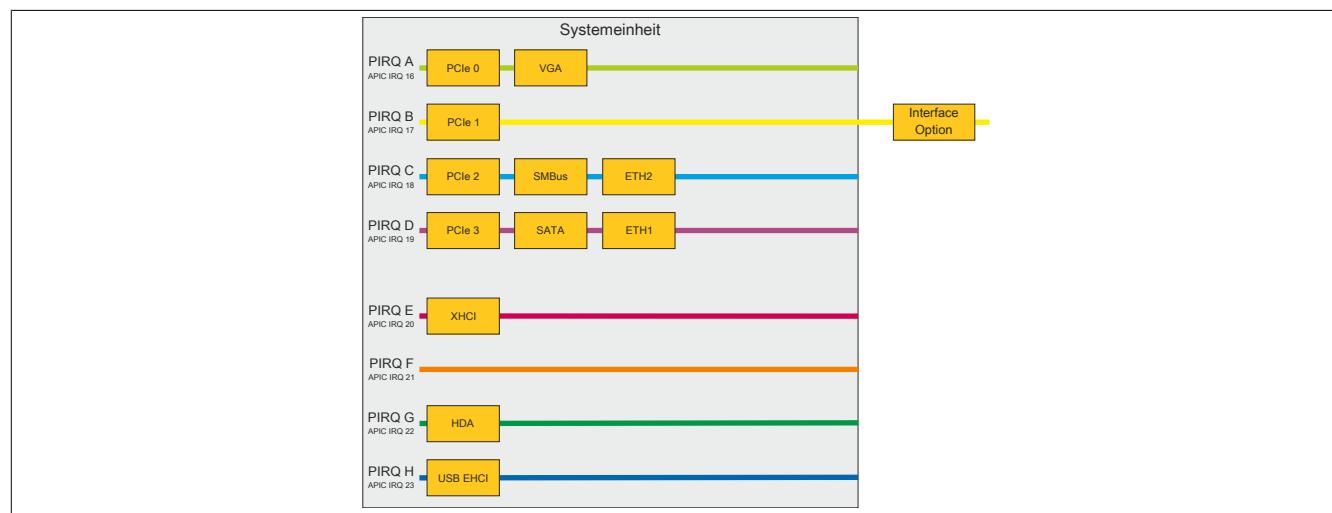 Systemeinheit
PIRQ A
APIC IRQ 16
PCIe 0
VGA
PIRQ B
APIC IRQ 17
PCIe 1
Interface
Option
PIRQ C
APIC IRQ 18
PCIe 2
SMBus
ETH2
PIRQ D
APIC IRQ 19
PCIe 3
SATA
ETH1
PIRQ E
APIC IRQ 20
XHCI
PIRQ F
APIC IRQ 21
PIRQ G
APIC IRQ 22
HDA
PIRQ H
APIC IRQ 23
USB EHCI